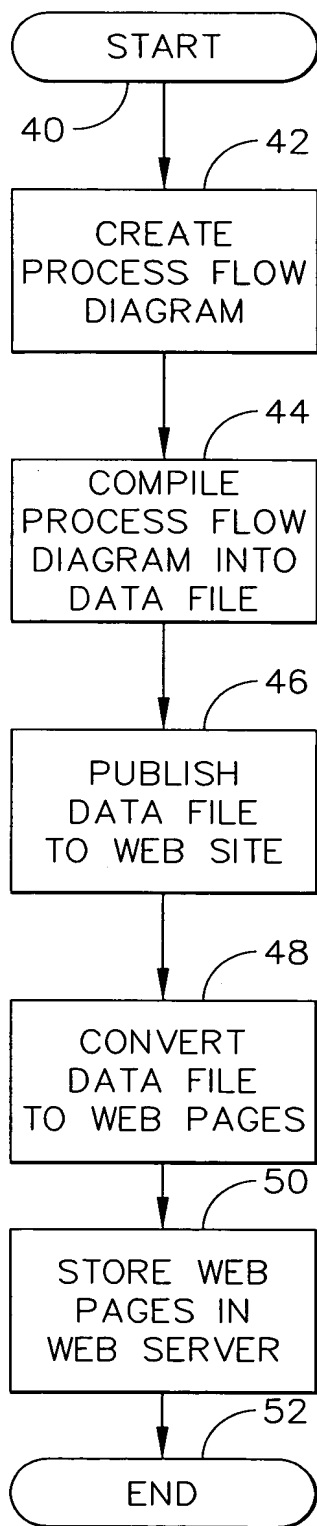 START
40
42
CREATE
PROCESS FLOW
DIAGRAM
44
COMPILE
PROCESS FLOW
DIAGRAM INTO
DATA FILE
46
PUBLISH
DATA FILE
TO WEB SITE
48
CONVERT
DATA FILE
TO WEB PAGES
50
STORE WEB
PAGES IN
WEB SERVER
52
END